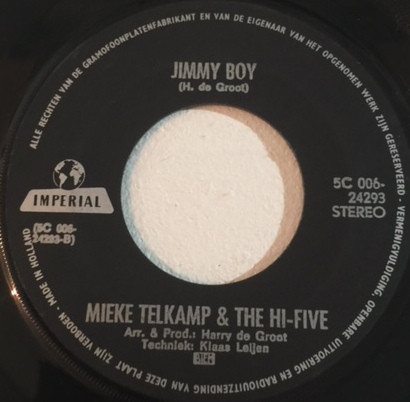 ALLE RECHTEN VAN DE GRAMOFOONPLATENFABRIKANT EN VAN DE EIGENAAR VAN HET OPGENOMEN WERK ZIJN GERESERVEERD - VERMENIGVULDIGING, OPENBARE UITVOERING EN RADIOUITZENDING VAN DEZE PLAAT ZIJN VERBODEN - MADE IN HOLLAND
JIMMY BOY
(H. de Groot)
IMPERIAL
(5C 006-
24293-B)
5C 006-
24293
STEREO
MIEKE TELKAMP & THE HI-FIVE
Arr. & Prod.: Harry de Groot
Techniek: Klaas Leijen